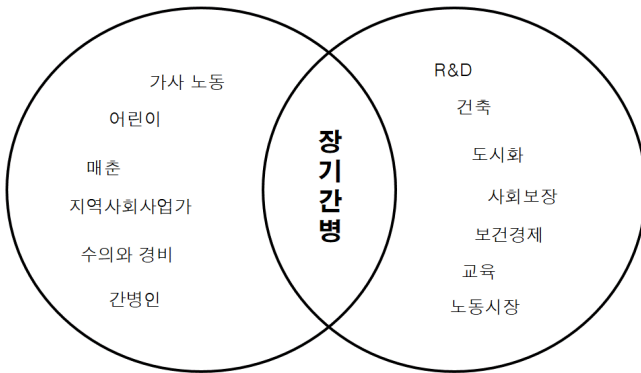 가사 노동
어린이
매춘
지역사회사업가
수의와 경비
간병인
장기간병
R&D
건축
도시화
사회보장
보건경제
교육
노동시장